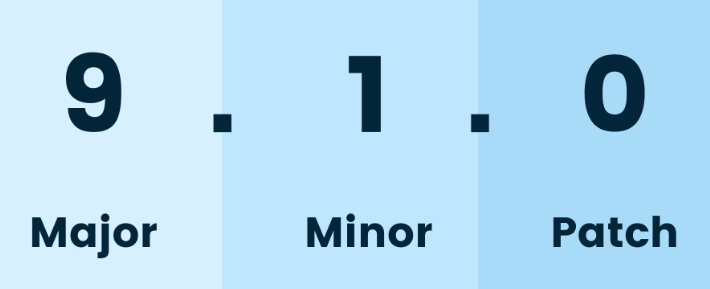 9 . 1 . 0
Major Minor Patch